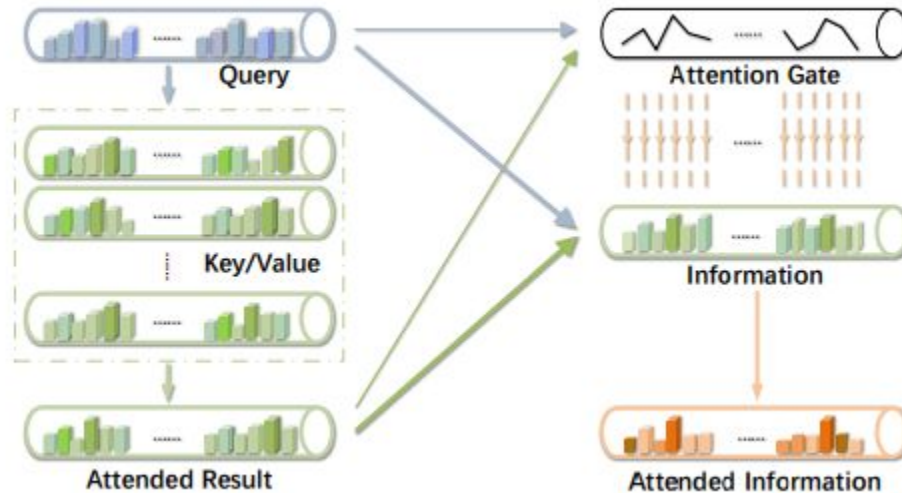 Query
Attention Gate
Key/Value
Information
Attended Result
Attended Information